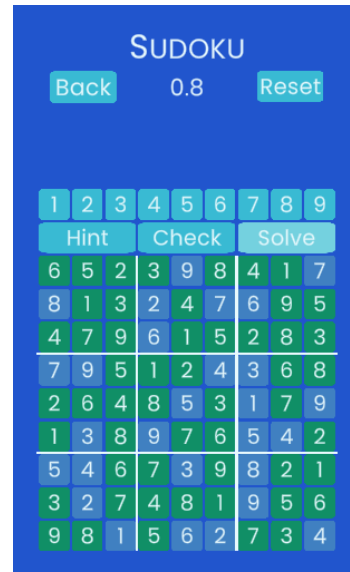 SUDOKU
Back 0.8 Reset
1 2 3 4 5 6 7 8 9
Hint Check Solve
6 5 2 3 9 8 4 1 7
8 1 3 2 4 7 6 9 5
4 7 9 6 1 5 2 8 3
7 9 5 1 2 4 3 6 8
2 6 4 8 5 3 1 7 9
1 3 8 9 7 6 5 4 2
5 4 6 7 3 9 8 2 1
3 2 7 4 8 1 9 5 6
9 8 1 5 6 2 7 3 4